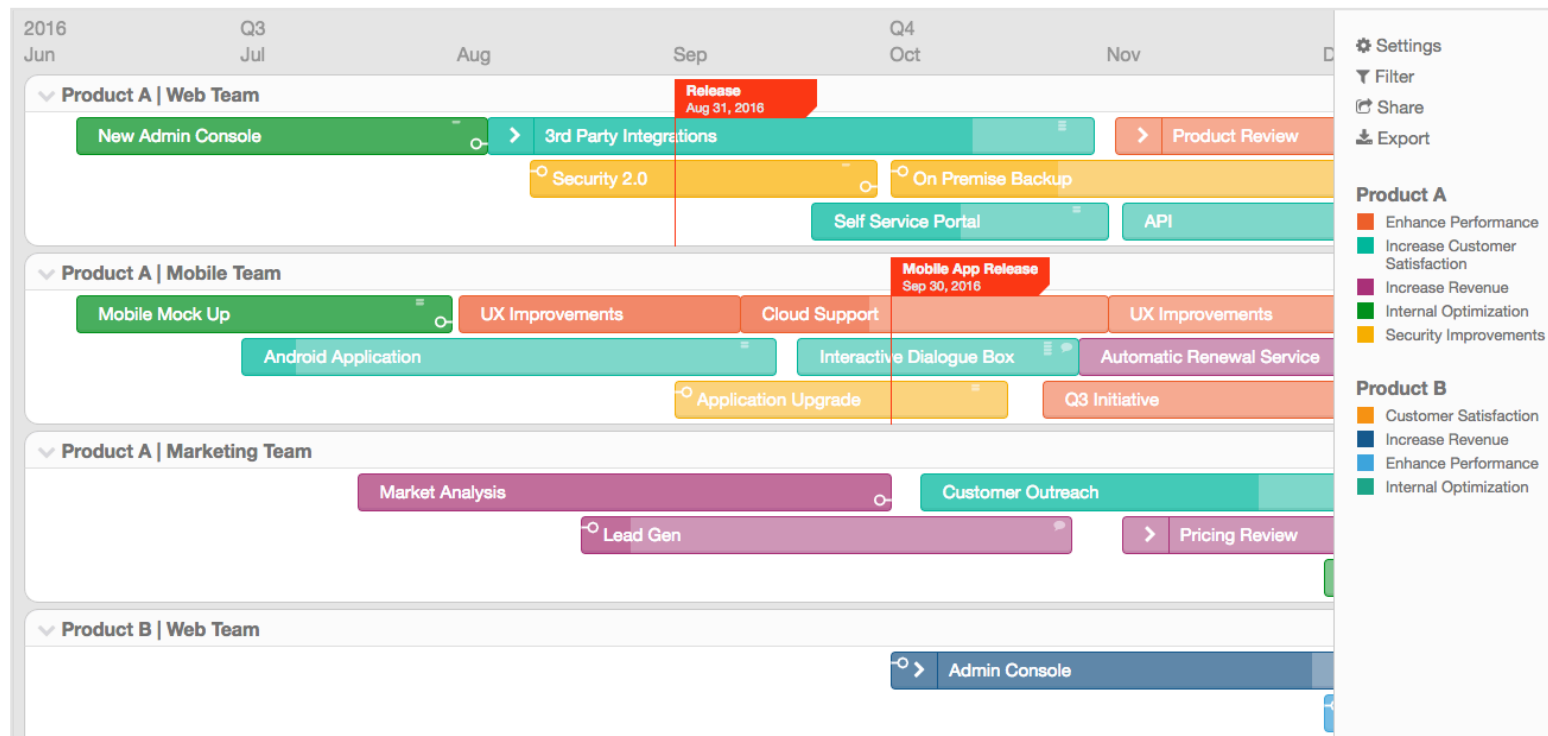 2016 Q3 Q4
Jun Jul Aug Sep Oct Nov D
Product A | Web Team
Release
Aug 31, 2016
New Admin Console
3rd Party Integrations
Product Review
Security 2.0
On Premise Backup
Self Service Portal
API
Product A | Mobile Team
Mobile App Release
Sep 30, 2016
Mobile Mock Up
UX Improvements
Cloud Support
UX Improvements
Android Application
Interactive Dialogue Box
Automatic Renewal Service
Application Upgrade
Q3 Initiative
Product A | Marketing Team
Market Analysis
Customer Outreach
Lead Gen
Pricing Review
Product B | Web Team
Admin Console
Settings
Filter
Share
Export
Product A
Enhance Performance
Increase Customer
Satisfaction
Increase Revenue
Internal Optimization
Security Improvements
Product B
Customer Satisfaction
Increase Revenue
Enhance Performance
Internal Optimization